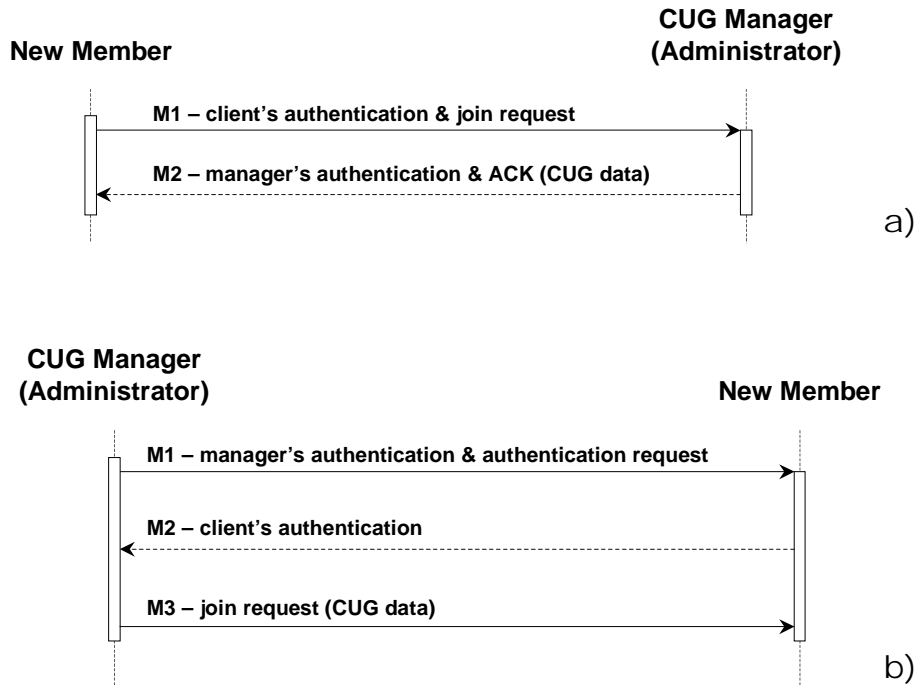 New Member
CUG Manager
(Administrator)
M1 – client's authentication & join request
M2 – manager's authentication & ACK (CUG data)
a)
CUG Manager
(Administrator)
New Member
M1 – manager's authentication & authentication request
M2 – client's authentication
M3 – join request (CUG data)
b)